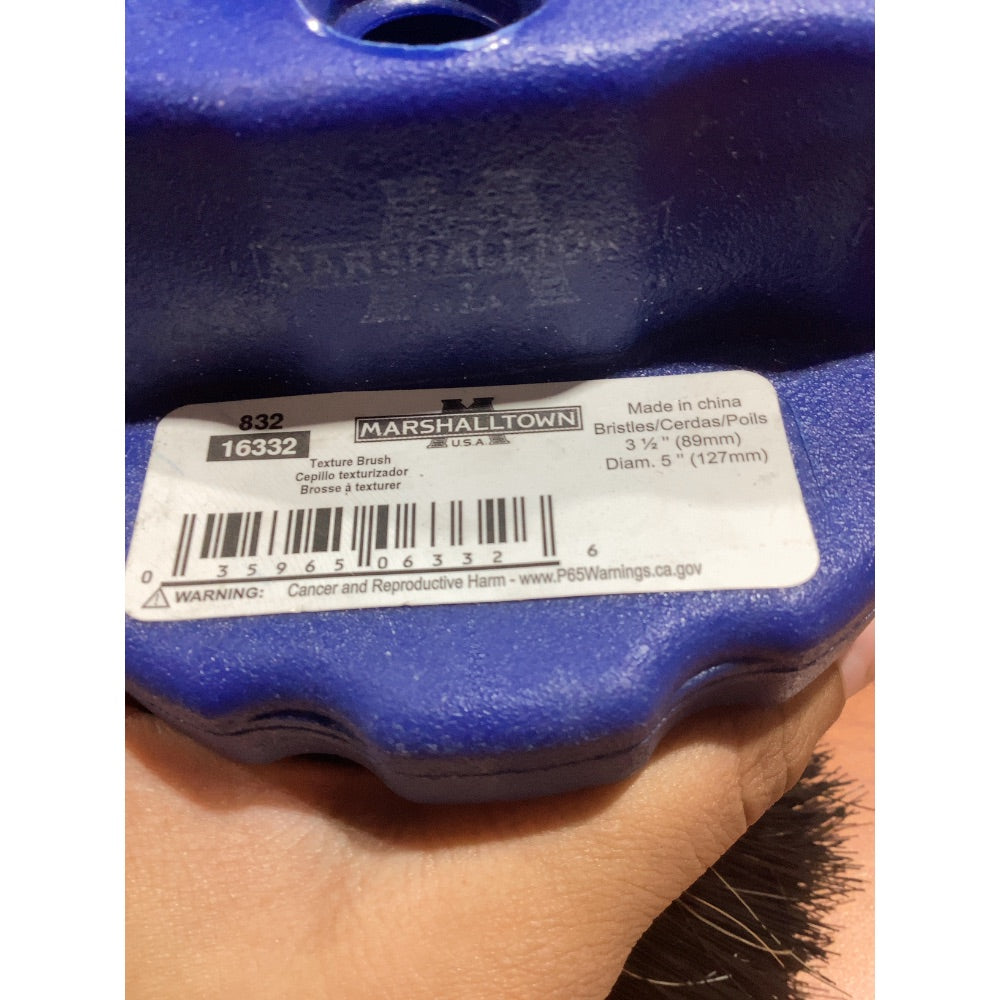 MARSHALLTOWN
832
16332
Texture Brush
Cepillo texturizador
Brosse à texturer
MARSHALLTOWN
U.S.A.
Made in china
Bristles/Cerdas/Poils
3 ½ " (89mm)
Diam. 5 " (127mm)
0 35965 06332 6
WARNING: Cancer and Reproductive Harm - www.P65Warnings.ca.gov